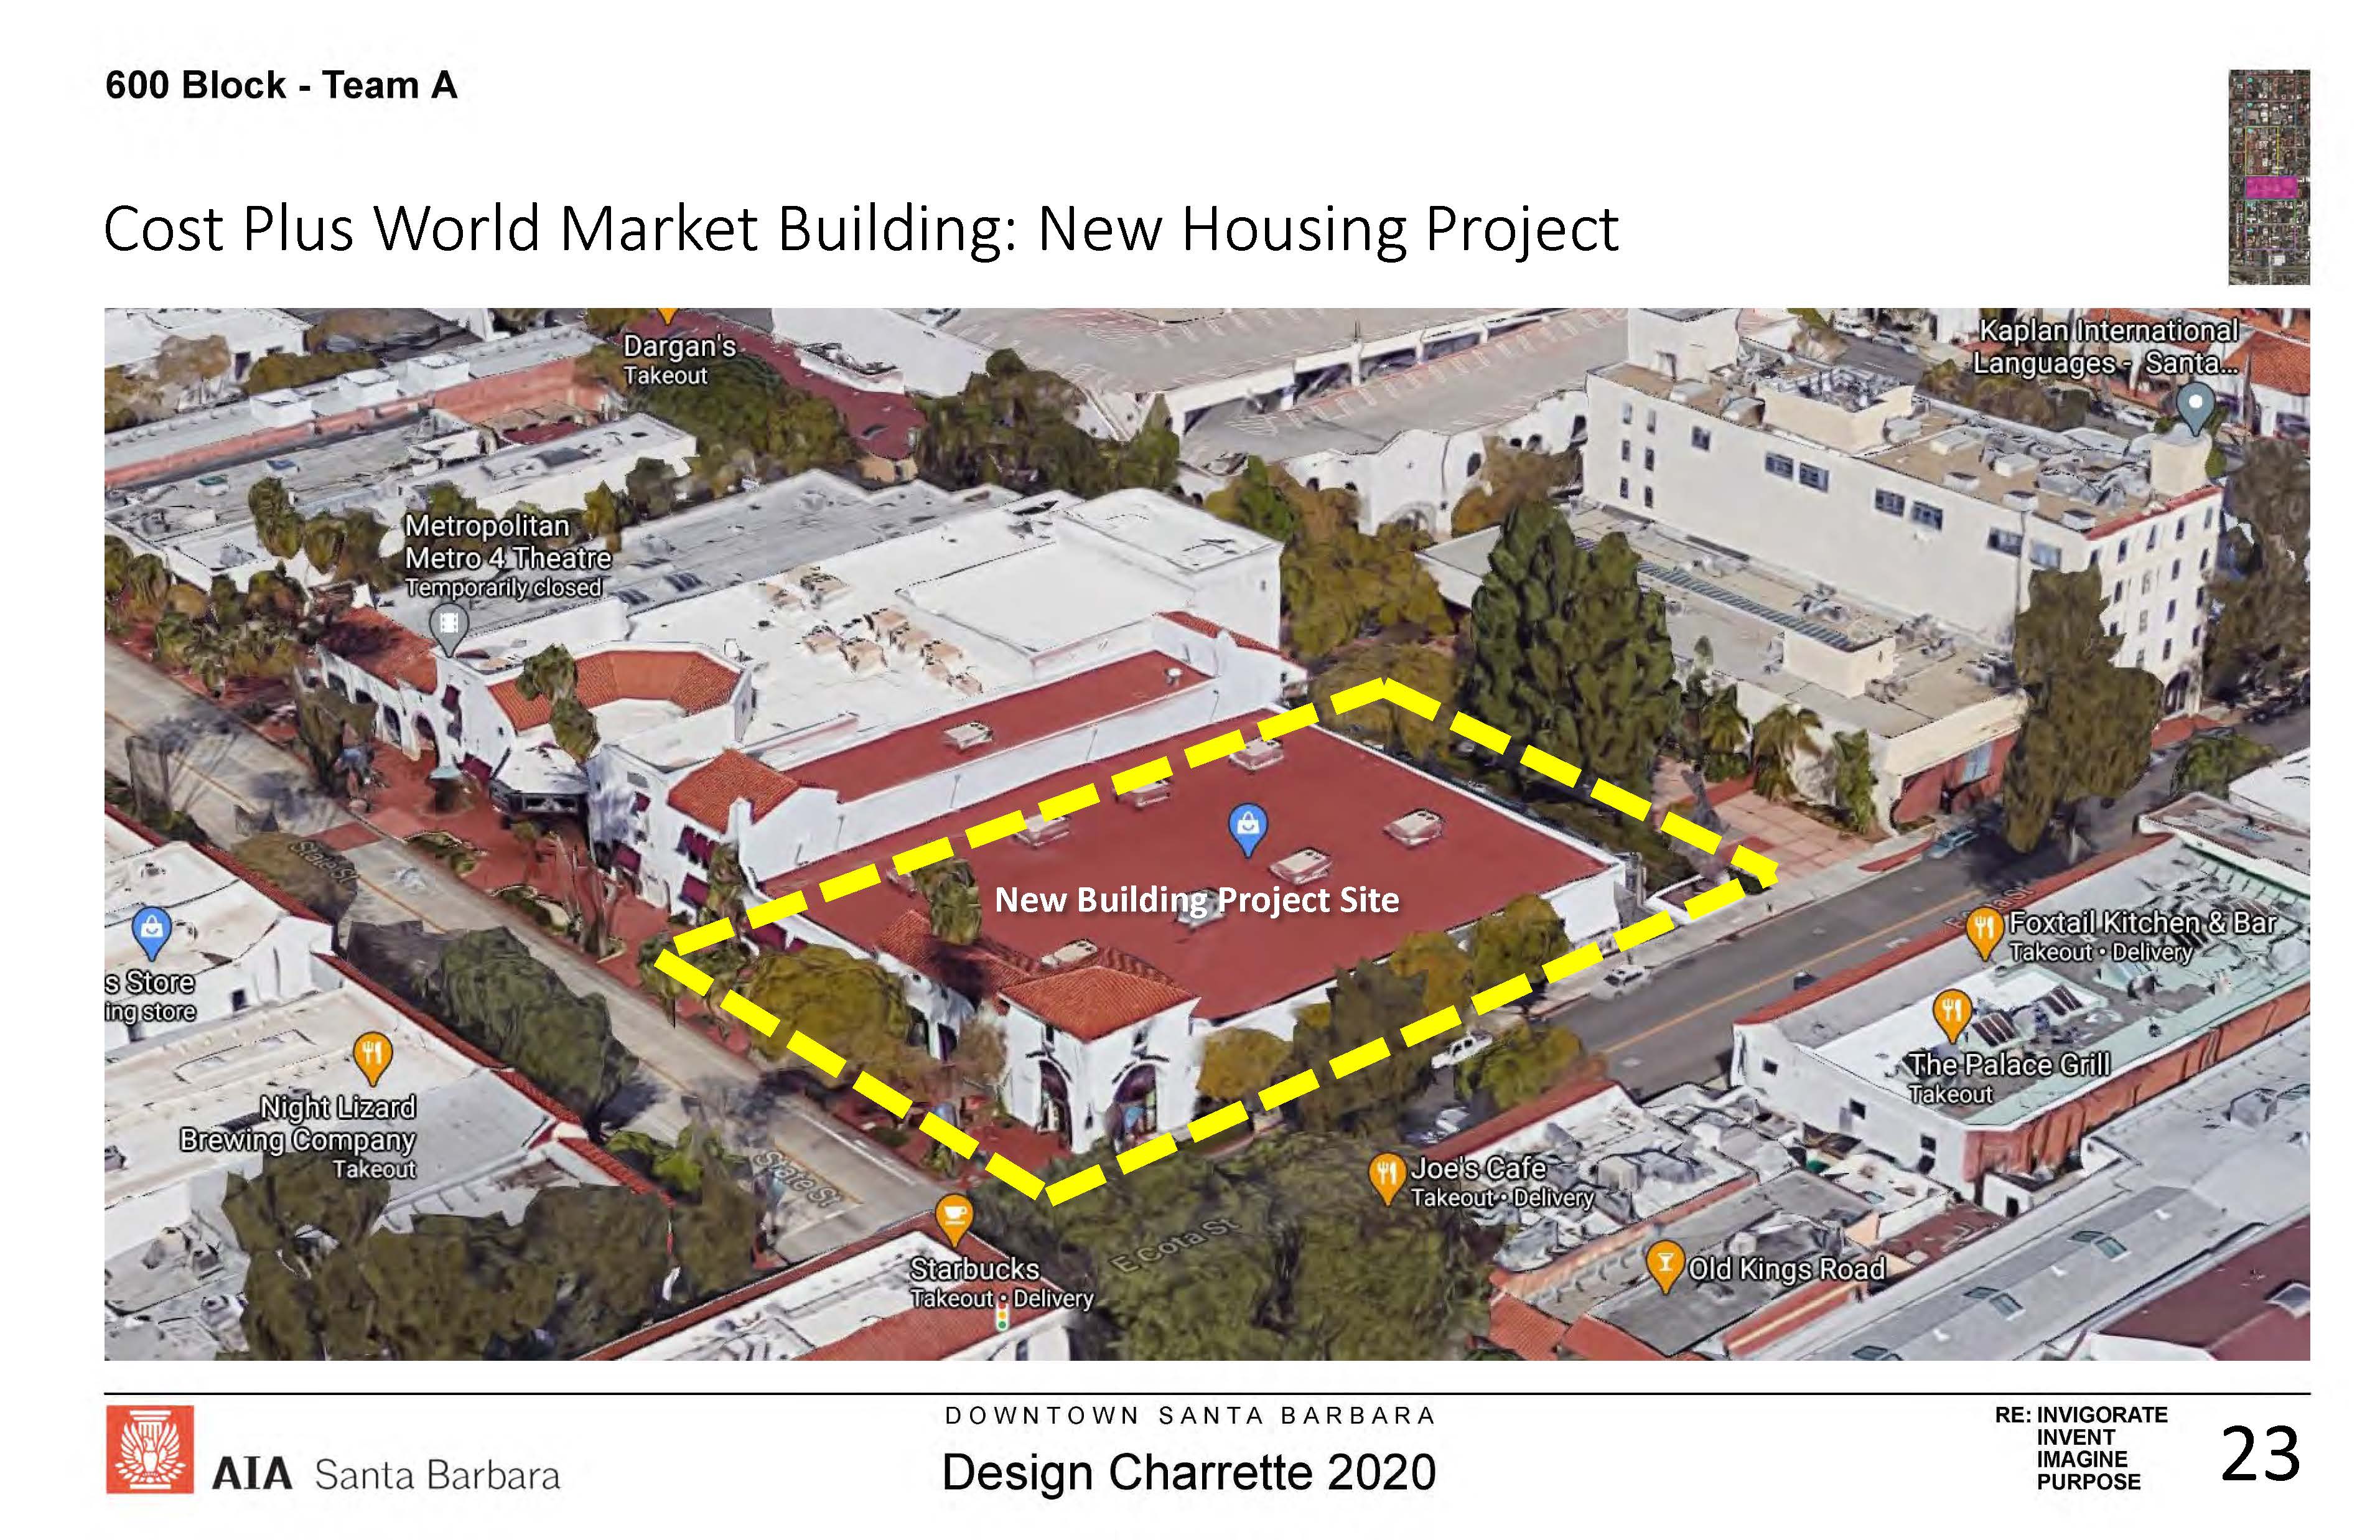 600 Block - Team A
Cost Plus World Market Building: New Housing Project
Dargan's
Takeout
Kaplan International
Languages - Santa...
Metropolitan
Metro 4 Theatre
Temporarily closed
State St
New Building Project Site
E Cota St
Foxtail Kitchen & Bar
Takeout • Delivery
s Store
ing store
The Palace Grill
Takeout
Night Lizard
Brewing Company
Takeout
State St
Joe's Cafe
Takeout • Delivery
E Cota St
Starbucks
Takeout • Delivery
Old Kings Road
AIA Santa Barbara
DOWNTOWN SANTA BARBARA
Design Charrette 2020
RE: INVIGORATE
INVENT
IMAGINE
PURPOSE
23